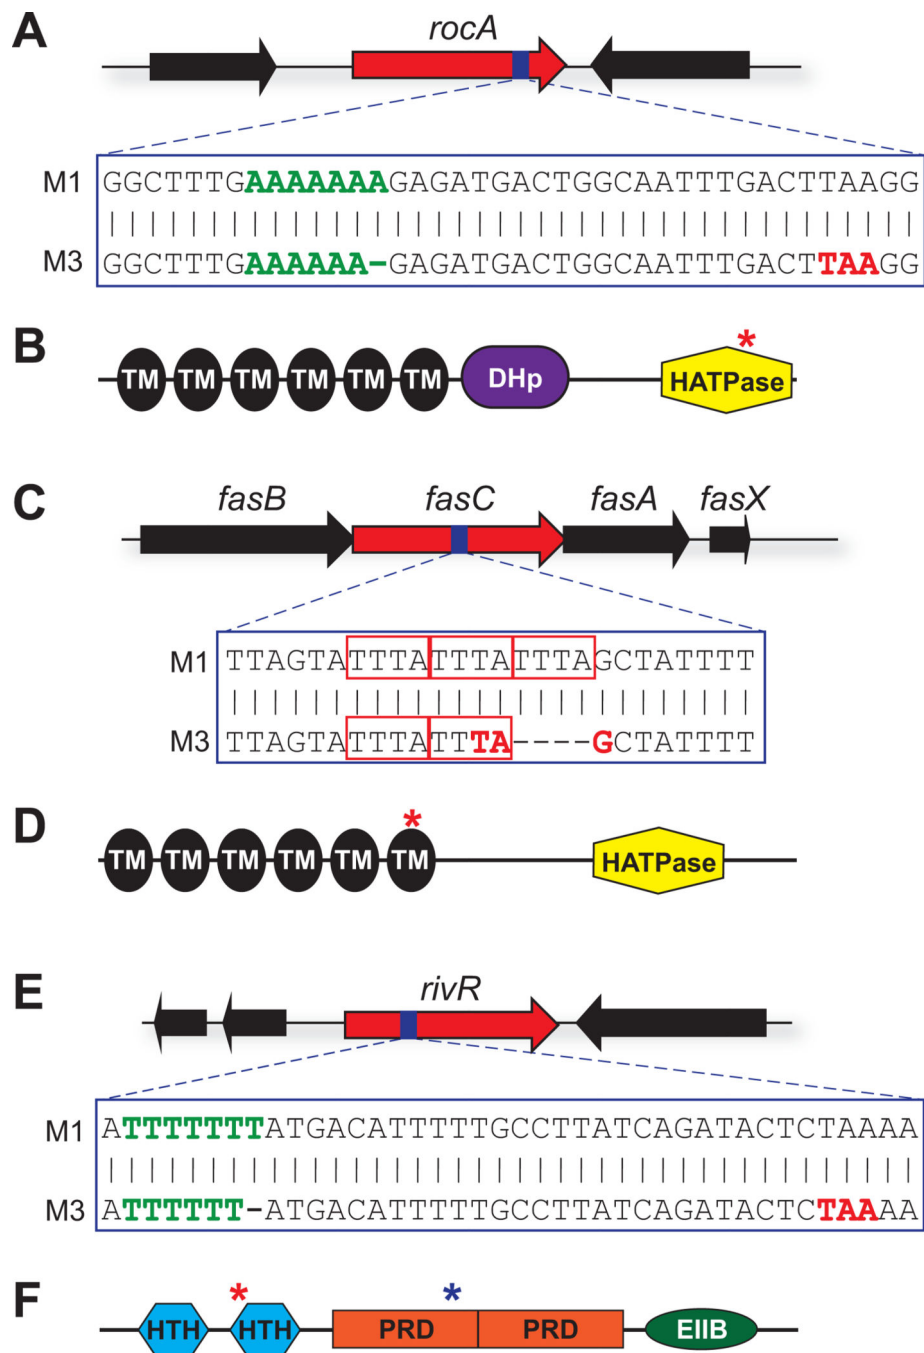 A
rocA
M1 GGCTTTGAAAAAAAGAGATGACTGGCAATTTGACTTAAGG
M3 GGCTTTGAAAAAA-GAGATGACTGGCAATTTGACTTAAGG
B
*
TM TM TM TM TM TM DHp HATPase
C
fasB fasC fasA fasX
M1 TTAGTATTTATTTATTTAGCTATTTT
M3 TTAGTATTTATTTA----GCTATTTT
D
*
TM TM TM TM TM TM HATPase
E
rivR
M1 ATTTTTTTATGACATTTTTGCCTTATCAGATACTCTAAAA
M3 ATTTTTT-ATGACATTTTTGCCTTATCAGATACTCTAAAA
F
* *
HTH HTH PRD PRD EIIB